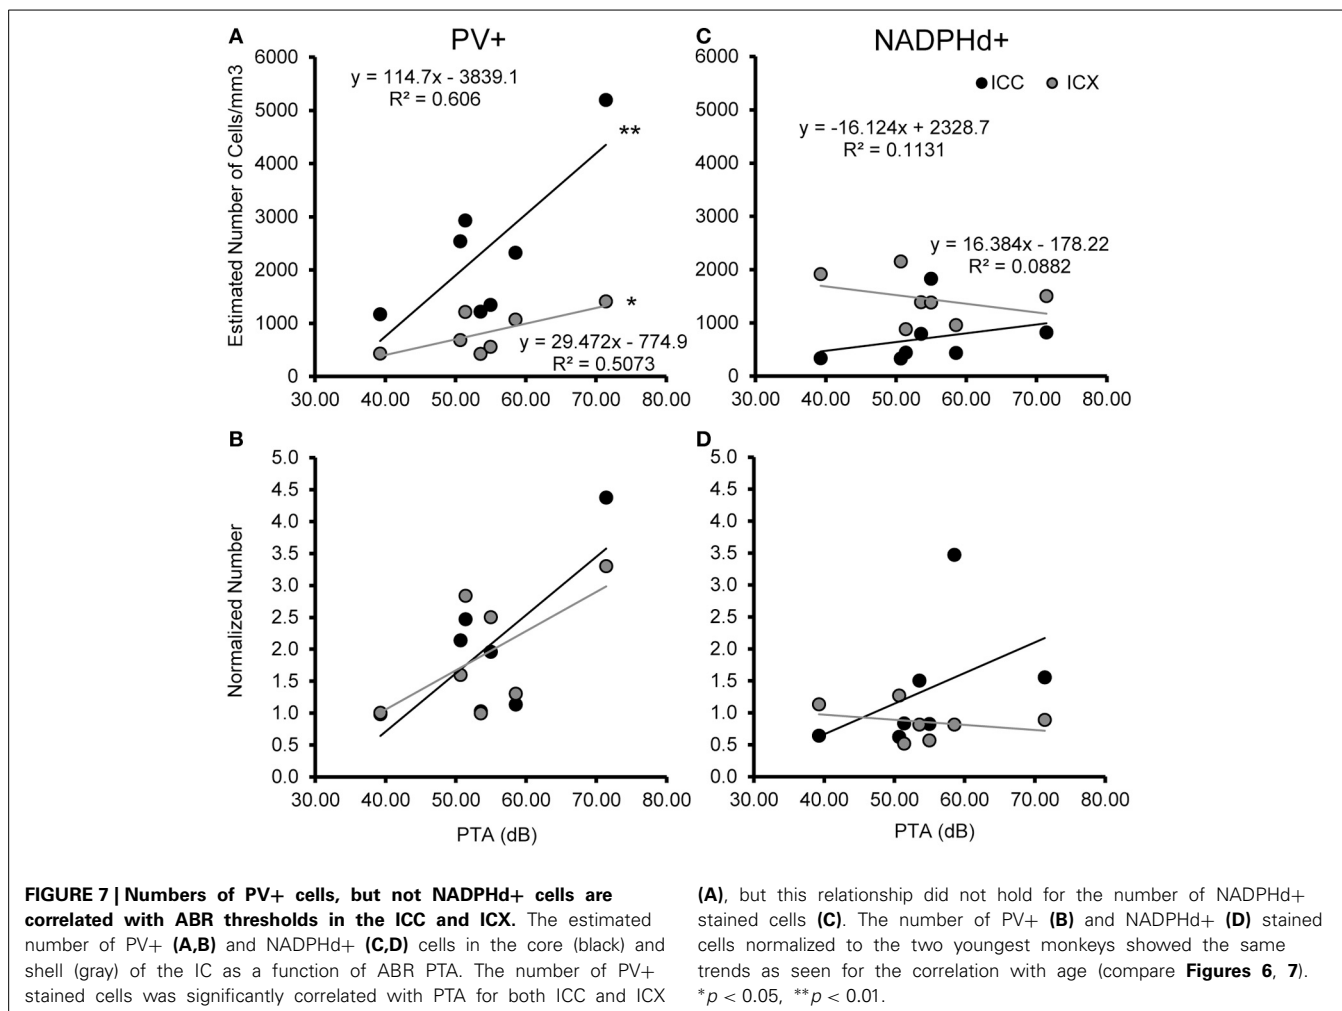 A
PV+
y = 114.7x - 3839.1
R² = 0.606
**
*
y = 29.472x - 774.9
R² = 0.5073
Estimated Number of Cells/mm3
6000
5000
4000
3000
2000
1000
0
30.00 40.00 50.00 60.00 70.00 80.00
C
NADPHd+
ICC ICX
y = -16.124x + 2328.7
R² = 0.1131
y = 16.384x - 178.22
R² = 0.0882
6000
5000
4000
3000
2000
1000
0
30.00 40.00 50.00 60.00 70.00 80.00
B
Normalized Number
5.0
4.5
4.0
3.5
3.0
2.5
2.0
1.5
1.0
0.5
0.0
30.00 40.00 50.00 60.00 70.00 80.00
PTA (dB)
D
5.0
4.5
4.0
3.5
3.0
2.5
2.0
1.5
1.0
0.5
0.0
30.00 40.00 50.00 60.00 70.00 80.00
PTA (dB)
FIGURE 7 | Numbers of PV+ cells, but not NADPHd+ cells are
correlated with ABR thresholds in the ICC and ICX. The estimated
number of PV+ (A,B) and NADPHd+ (C,D) cells in the core (black) and
shell (gray) of the IC as a function of ABR PTA. The number of PV+
stained cells was significantly correlated with PTA for both ICC and ICX
(A), but this relationship did not hold for the number of NADPHd+
stained cells (C). The number of PV+ (B) and NADPHd+ (D) stained
cells normalized to the two youngest monkeys showed the same
trends as seen for the correlation with age (compare Figures 6, 7).
*p < 0.05, **p < 0.01.